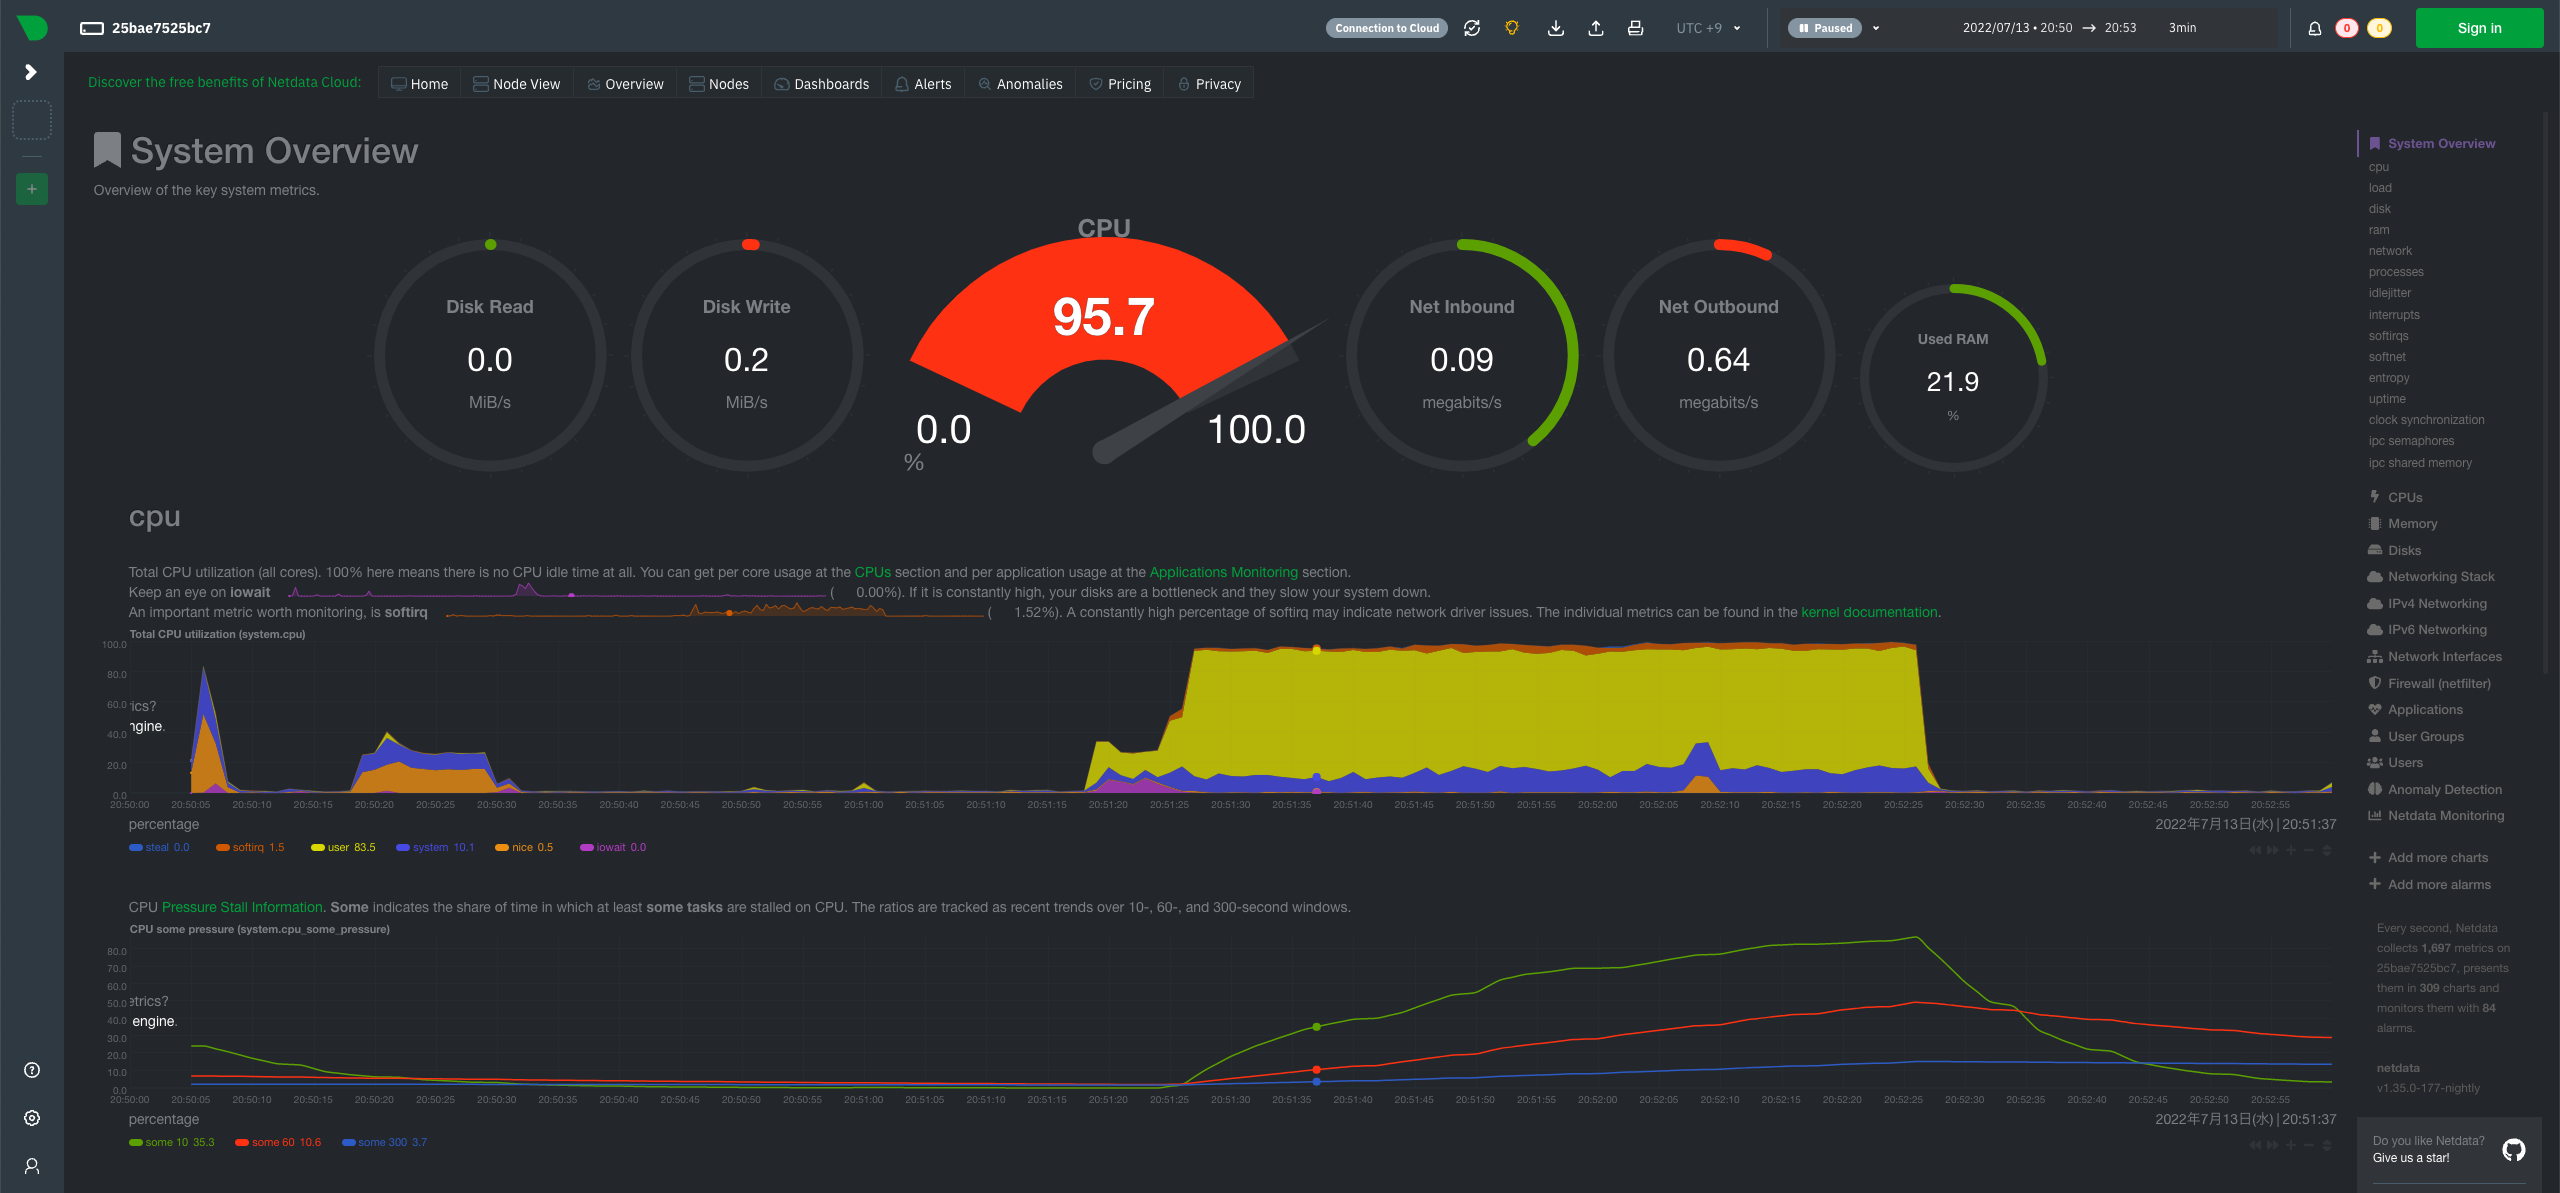 25bae7525bc7
Connection to Cloud
UTC +9
Paused
2022/07/13 • 20:50 → 20:53 3min
0 0
Sign in
Discover the free benefits of Netdata Cloud:
Home Node View Overview Nodes Dashboards Alerts Anomalies Pricing Privacy
System Overview
Overview of the key system metrics.
Disk Read
0.0
MiB/s
Disk Write
0.2
MiB/s
CPU
95.7
0.0 100.0
%
Net Inbound
0.09
megabits/s
Net Outbound
0.64
megabits/s
Used RAM
21.9
%
cpu
Total CPU utilization (all cores). 100% here means there is no CPU idle time at all. You can get per core usage at the CPUs section and per application usage at the Applications Monitoring section.
Keep an eye on iowait ( 0.00%). If it is constantly high, your disks are a bottleneck and they slow your system down.
An important metric worth monitoring, is softirq ( 1.52%). A constantly high percentage of softirq may indicate network driver issues. The individual metrics can be found in the kernel documentation.
Total CPU utilization (system.cpu)
100.0
80.0
60.0
40.0
20.0
0.0
rics?
ngine.
20:50:00 20:50:05 20:50:10 20:50:15 20:50:20 20:50:25 20:50:30 20:50:35 20:50:40 20:50:45 20:50:50 20:50:55 20:51:00 20:51:05 20:51:10 20:51:15 20:51:20 20:51:25 20:51:30 20:51:35 20:51:40 20:51:45 20:51:50 20:51:55 20:52:00 20:52:05 20:52:10 20:52:15 20:52:20 20:52:25 20:52:30 20:52:35 20:52:40 20:52:45 20:52:50 20:52:55
percentage
2022年7月13日(水) | 20:51:37
steal 0.0 softirq 1.5 user 83.5 system 10.1 nice 0.5 iowait 0.0
CPU Pressure Stall Information. Some indicates the share of time in which at least some tasks are stalled on CPU. The ratios are tracked as recent trends over 10-, 60-, and 300-second windows.
CPU some pressure (system.cpu_some_pressure)
80.0
70.0
60.0
50.0
40.0
30.0
20.0
10.0
0.0
etrics?
engine.
20:50:00 20:50:05 20:50:10 20:50:15 20:50:20 20:50:25 20:50:30 20:50:35 20:50:40 20:50:45 20:50:50 20:50:55 20:51:00 20:51:05 20:51:10 20:51:15 20:51:20 20:51:25 20:51:30 20:51:35 20:51:40 20:51:45 20:51:50 20:51:55 20:52:00 20:52:05 20:52:10 20:52:15 20:52:20 20:52:25 20:52:30 20:52:35 20:52:40 20:52:45 20:52:50 20:52:55
percentage
2022年7月13日(水) | 20:51:37
some 10 35.3 some 60 10.6 some 300 3.7
System Overview
cpu
load
disk
ram
network
processes
idlejitter
interrupts
softirqs
softnet
entropy
uptime
clock synchronization
ipc semaphores
ipc shared memory
CPUs
Memory
Disks
Networking Stack
IPv4 Networking
IPv6 Networking
Network Interfaces
Firewall (netfilter)
Applications
User Groups
Users
Anomaly Detection
Netdata Monitoring
Add more charts
Add more alarms
Every second, Netdata
collects 1,697 metrics on
25bae7525bc7, presents
them in 309 charts and
monitors them with 84
alarms.
netdata
v1.35.0-177-nightly
Do you like Netdata?
Give us a star!